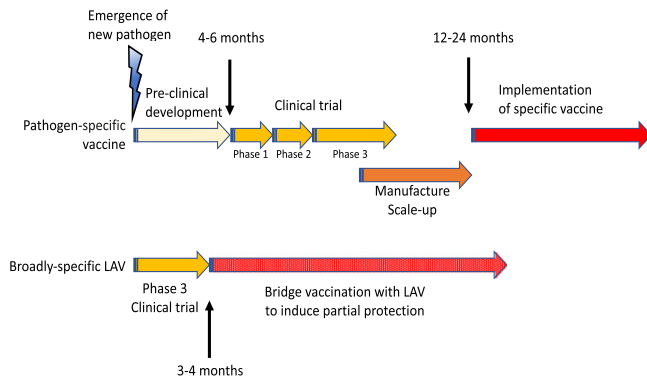 Emergence of
new pathogen
4-6 months
12-24 months
Pre-clinical
development
Clinical trial
Implementation
of specific vaccine
Pathogen-specific
vaccine
Phase 1
Phase 2
Phase 3
Manufacture
Scale-up
Broadly-specific LAV
Phase 3
Clinical trial
Bridge vaccination with LAV
to induce partial protection
3-4 months